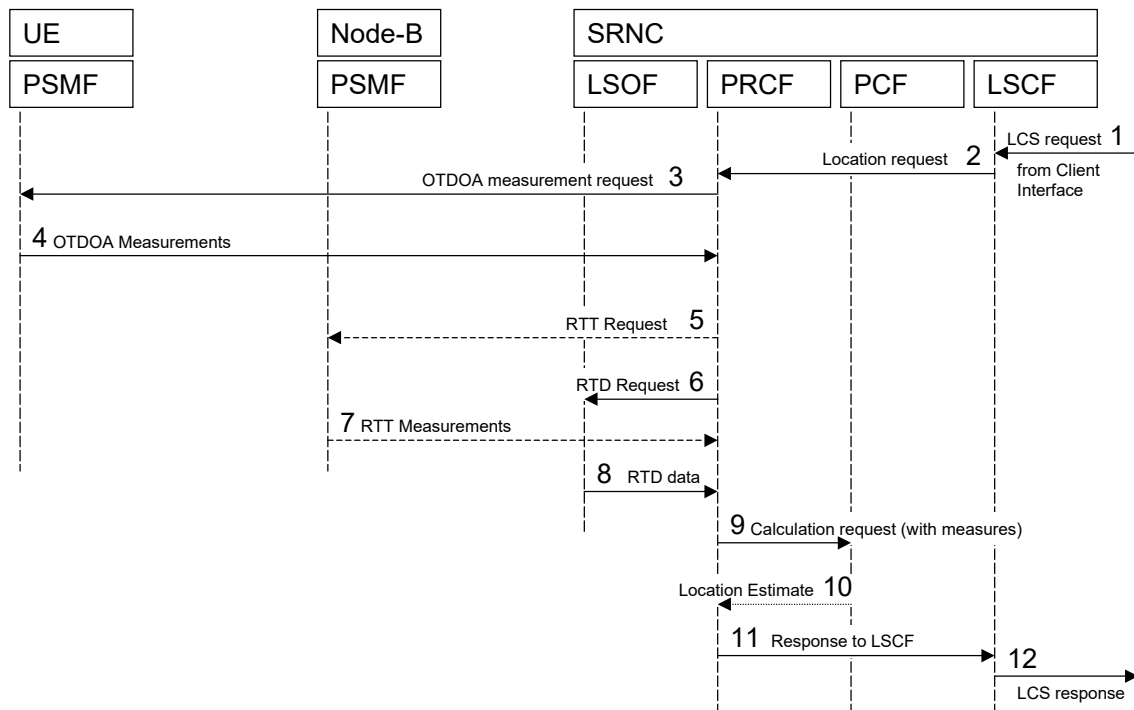 UE
Node-B
SRNC
PSMF
PSMF
LSOF
PRCF
PCF
LSCF
LCS request 1
from Client
Interface
Location request 2
OTDOA measurement request 3
4 OTDOA Measurements
RTT Request 5
RTD Request 6
7 RTT Measurements
8 RTD data
9 Calculation request (with measures)
Location Estimate 10
11 Response to LSCF
12
LCS response